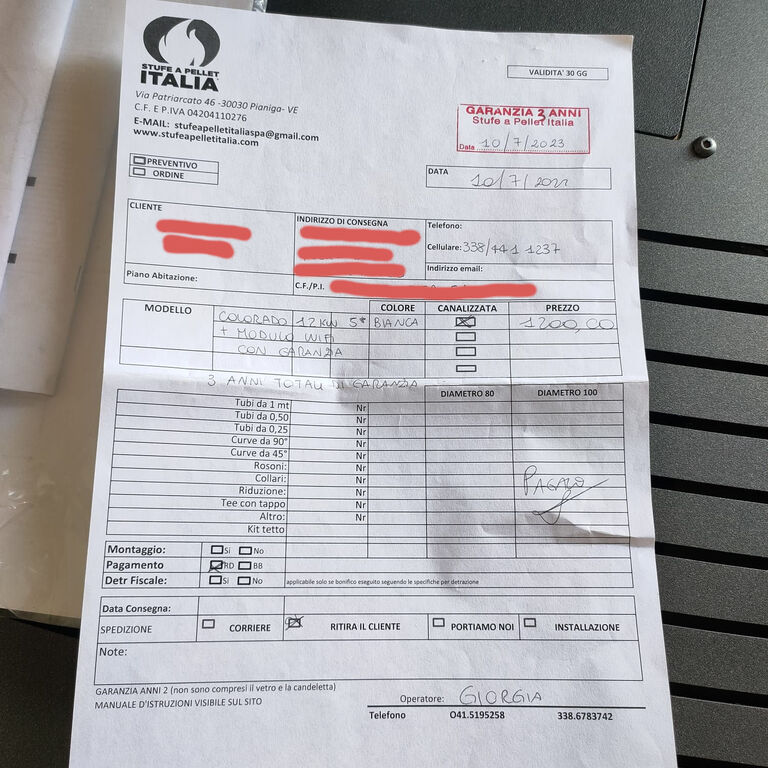 STUFE A PELLET
ITALIA
VALIDITA' 30 GG
Via Patriarcato 46 -30030 Pianiga- VE
C.F. E P.IVA 04204110276
E-MAIL: stufeapelletitaliaspa@gmail.com
www.stufeapelletitalia.com
GARANZIA 3 ANNI
Stufe a Pellet Italia
Data 10/7/2023
PREVENTIVO
ORDINE
DATA
10/7/
CLIENTE
INDIRIZZO DI CONSEGNA
Telefono:
Cellulare: 338/441 1237
Indirizzo email:
Piano Abitazione:
C.F./P.I.
MODELLO COLORE CANALIZZATA PREZZO
COLORADO 12KW 5* BIANCA 1200,00
+ MODULO WIFI
CON GARANZIA
3 ANNI TOTALI DI GARANZIA
DIAMETRO 80 DIAMETRO 100
Tubi da 1 mt Nr
Tubi da 0,50 Nr
Tubi da 0,25 Nr
Curve da 90° Nr
Curve da 45° Nr
Rosoni: Nr
Collari: Nr
Riduzione: Nr
Tee con tappo Nr
Altro: Nr
Kit tetto
PAGATO
Montaggio: Si No
Pagamento RD BB
Detr Fiscale: Si No applicabile solo se bonifico eseguito seguendo le specifiche per detrazione
Data Consegna:
SPEDIZIONE CORRIERE RITIRA IL CLIENTE PORTIAMO NOI INSTALLAZIONE
Note:
GARANZIA ANNI 2 (non sono compresi il vetro e la candeletta)
MANUALE D'ISTRUZIONI VISIBILE SUL SITO
Operatore: GIORGIA
Telefono 041.5195258 338.6783742